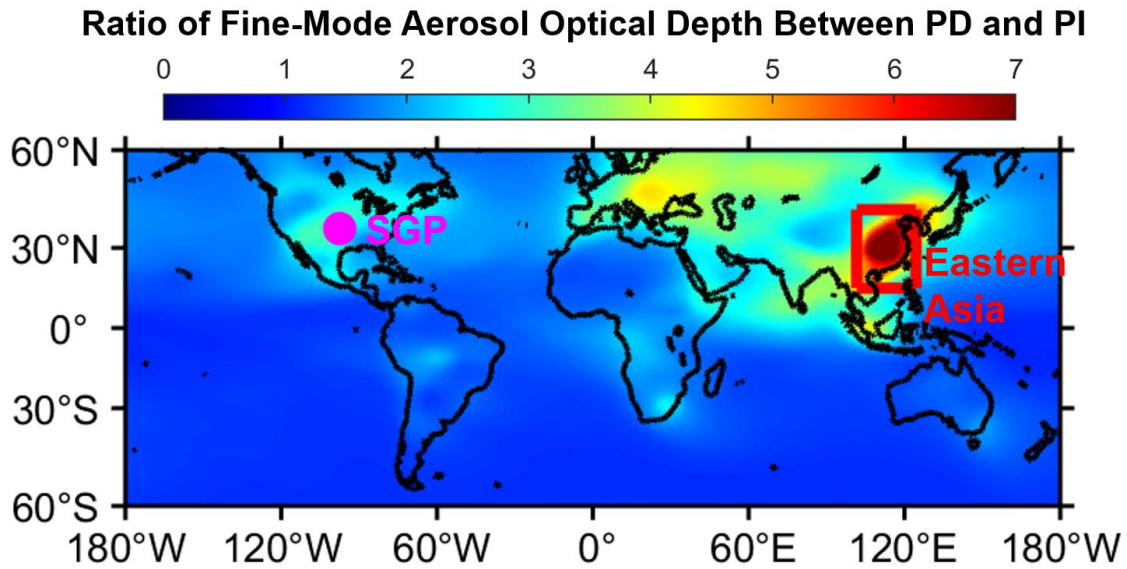 Ratio of Fine-Mode Aerosol Optical Depth Between PD and PI
0 1 2 3 4 5 6 7
60°N
30°N
0°
30°S
60°S
SGP
Eastern
Asia
180°W 120°W 60°W 0° 60°E 120°E 180°W